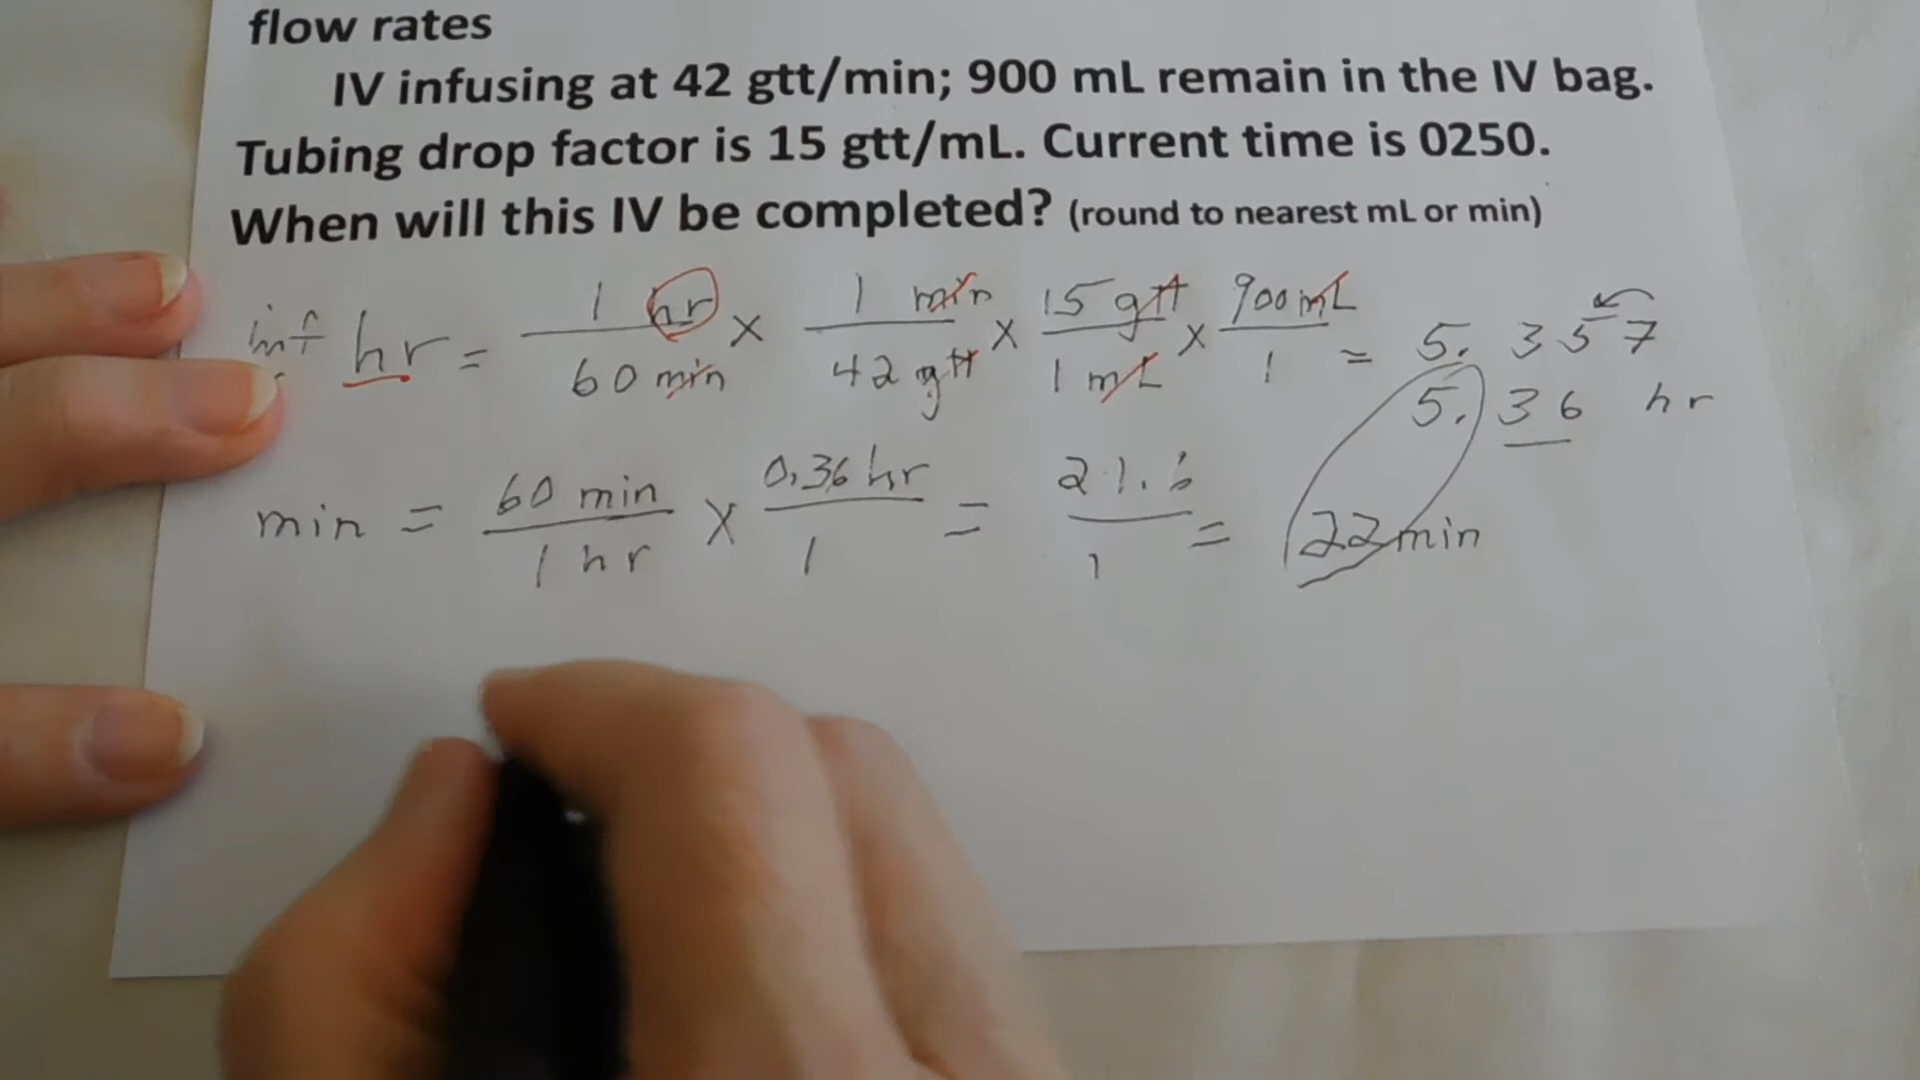 flow rates
IV infusing at 42 gtt/min; 900 mL remain in the IV bag.
Tubing drop factor is 15 gtt/mL. Current time is 0250.
When will this IV be completed? (round to nearest mL or min)
inf hr = 1 hr / 60 min x 1 min / 42 gtt x 15 gtt / 1 mL x 900 mL / 1 = 5.357
5.36 hr
min = 60 min / 1 hr x 0.36 hr / 1 = 21.6 / 1 = 22 min